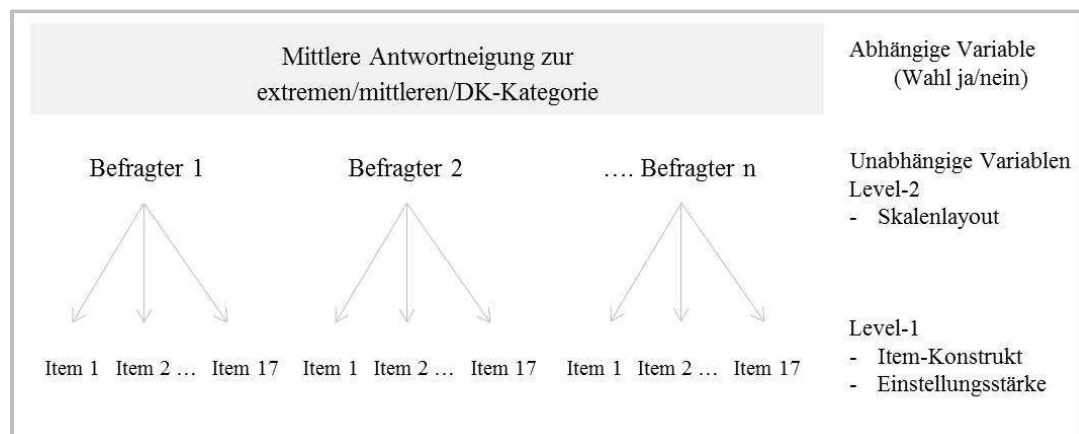 Mittlere Antwortneigung zur
extremen/mittleren/DK-Kategorie
Abhängige Variable
(Wahl ja/nein)
Befragter 1
Befragter 2
…. Befragter n
Unabhängige Variablen
Level-2
- Skalenlayout
Item 1 Item 2 … Item 17
Item 1 Item 2 … Item 17
Item 1 Item 2 … Item 17
Level-1
- Item-Konstrukt
- Einstellungsstärke